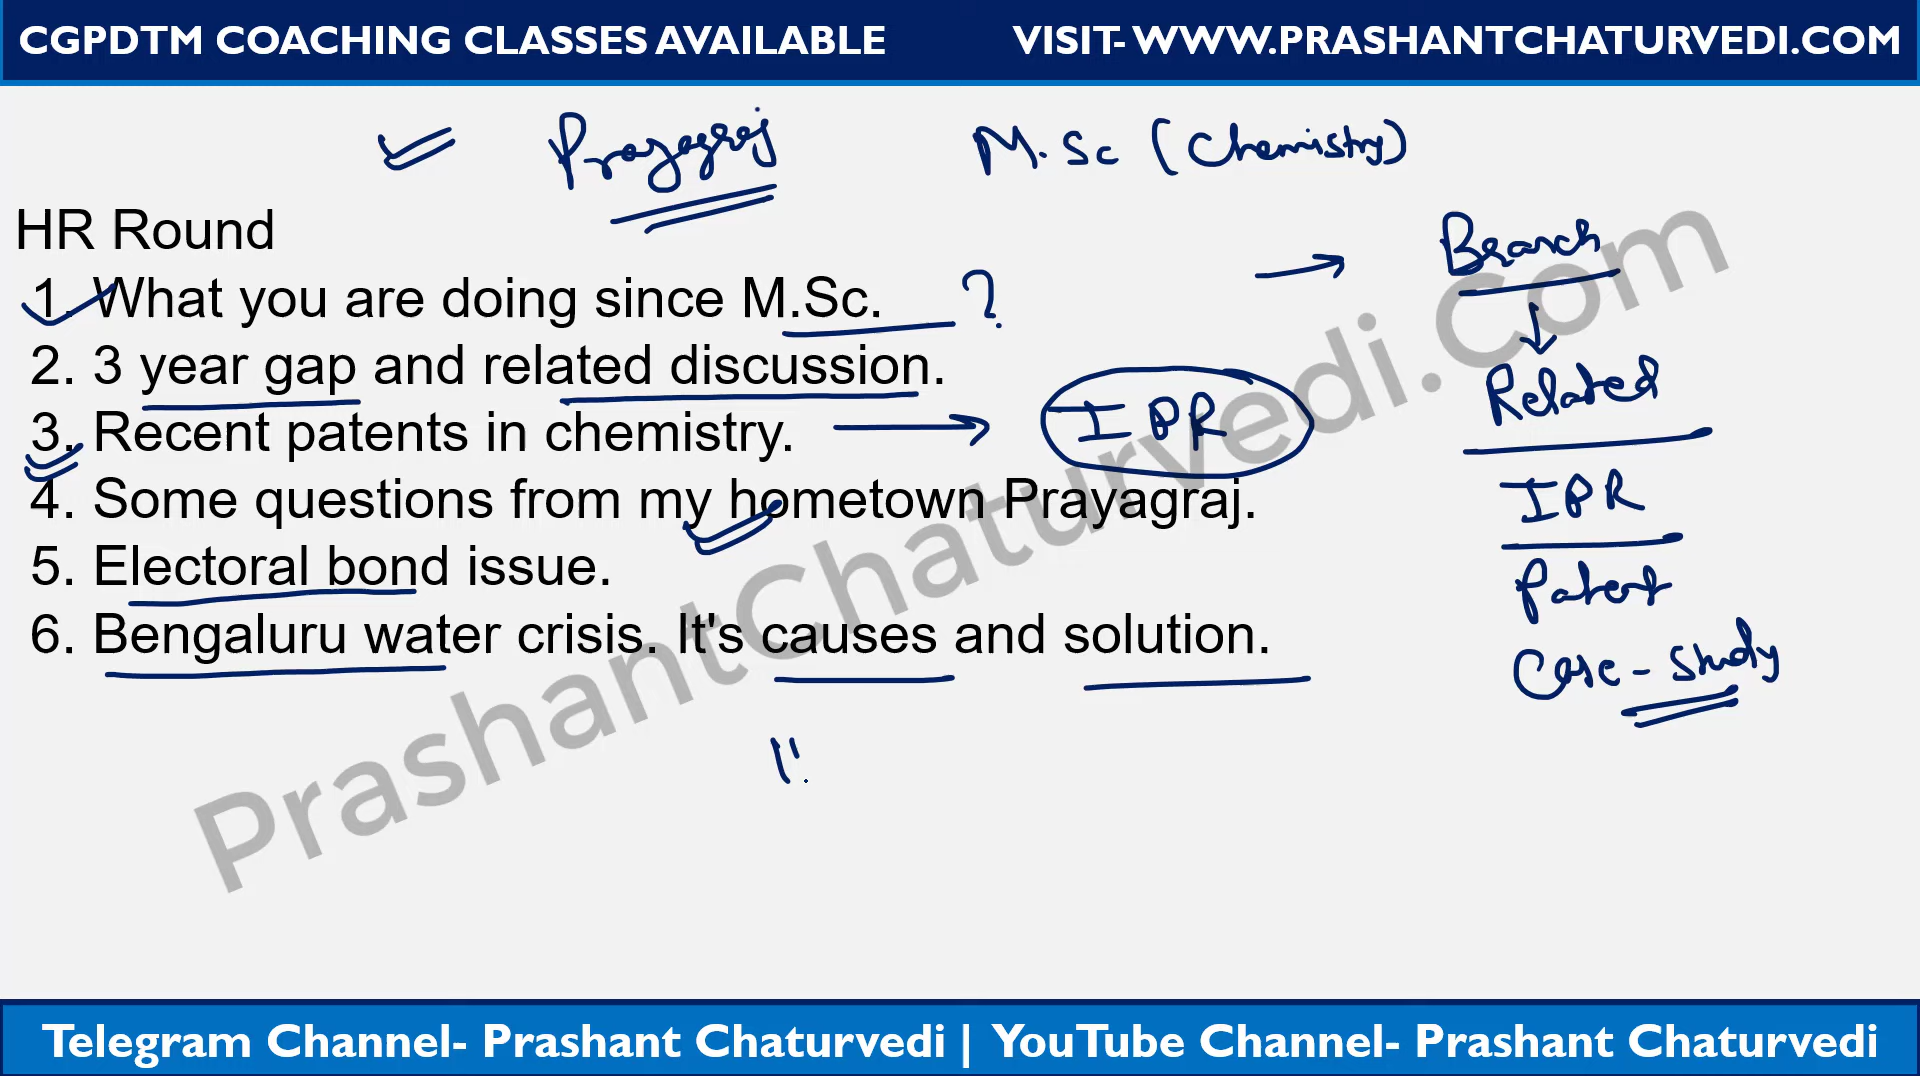 CGPDTM COACHING CLASSES AVAILABLE VISIT- WWW.PRASHANTCHATURVEDI.COM
Prayagraj M.Sc (Chemistry)
HR Round
Branch
1. What you are doing since M.Sc. ?
2. 3 year gap and related discussion.
Related
3. Recent patents in chemistry. → IPR
4. Some questions from my hometown Prayagraj.
IPR
5. Electoral bond issue.
Patent
6. Bengaluru water crisis. It's causes and solution.
Case - Study
PrashantChaturvedi.Com
Telegram Channel- Prashant Chaturvedi | YouTube Channel- Prashant Chaturvedi